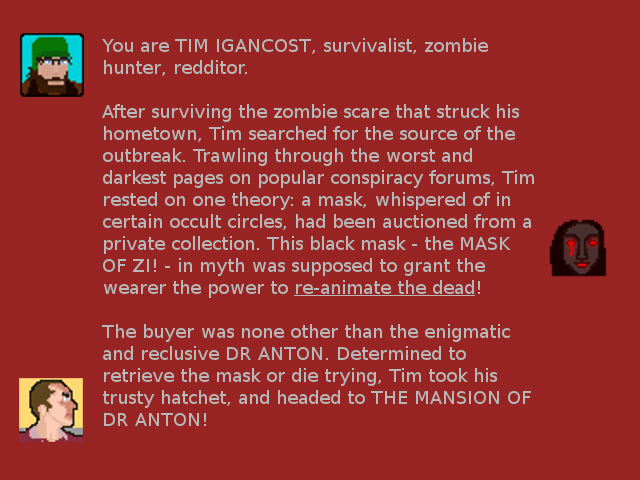 You are TIM IGANCOST, survivalist, zombie
hunter, redditor.
After surviving the zombie scare that struck his
hometown, Tim searched for the source of the
outbreak. Trawling through the worst and
darkest pages on popular conspiracy forums, Tim
rested on one theory: a mask, whispered of in
certain occult circles, had been auctioned from a
private collection. This black mask - the MASK
OF ZI! - in myth was supposed to grant the
wearer the power to re-animate the dead!
The buyer was none other than the enigmatic
and reclusive DR ANTON. Determined to
retrieve the mask or die trying, Tim took his
trusty hatchet, and headed to THE MANSION OF
DR ANTON!